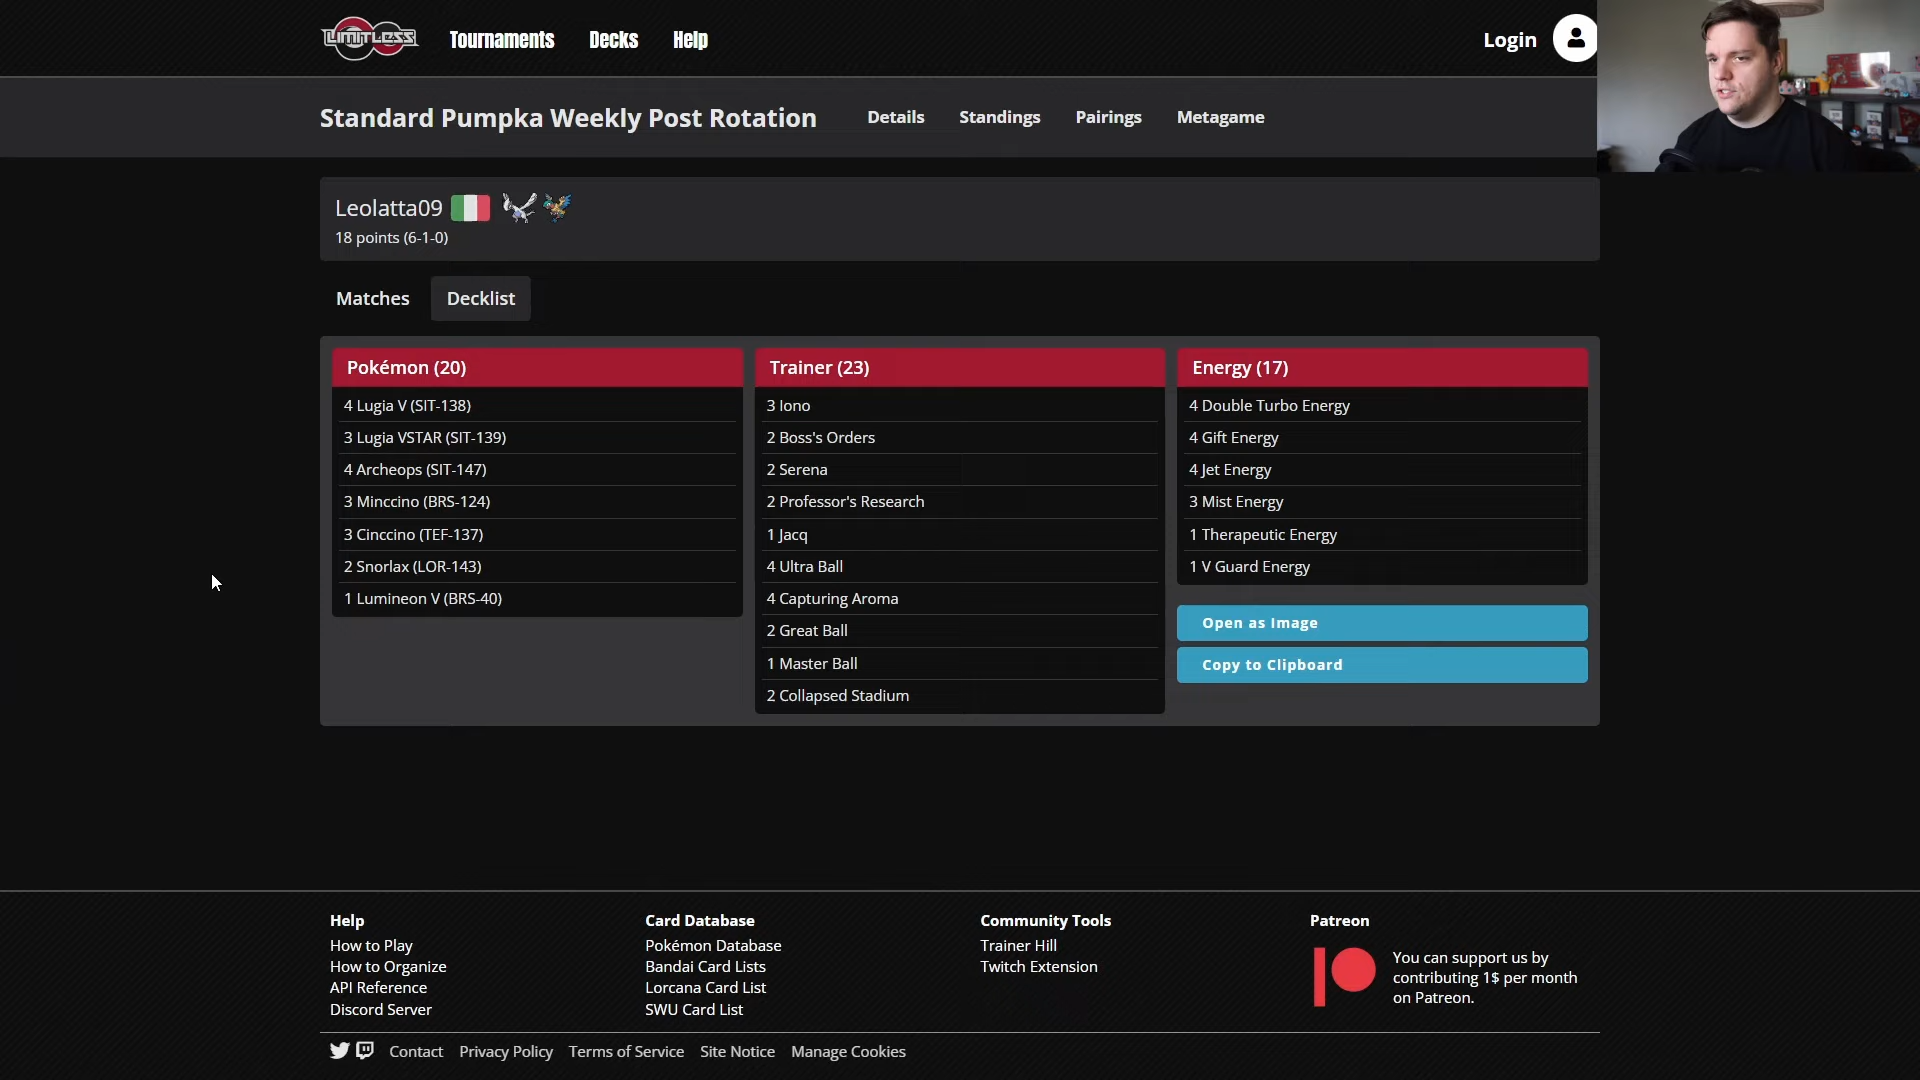 LIMITLESS
Tournaments
Decks
Help
Login
Standard Pumpka Weekly Post Rotation
Details
Standings
Pairings
Metagame
Leolatta09
18 points (6-1-0)
Matches
Decklist
Pokémon (20)
4 Lugia V (SIT-138)
3 Lugia VSTAR (SIT-139)
4 Archeops (SIT-147)
3 Minccino (BRS-124)
3 Cinccino (TEF-137)
2 Snorlax (LOR-143)
1 Lumineon V (BRS-40)
Trainer (23)
3 Iono
2 Boss's Orders
2 Serena
2 Professor's Research
1 Jacq
4 Ultra Ball
4 Capturing Aroma
2 Great Ball
1 Master Ball
2 Collapsed Stadium
Energy (17)
4 Double Turbo Energy
4 Gift Energy
4 Jet Energy
3 Mist Energy
1 Therapeutic Energy
1 V Guard Energy
Open as Image
Copy to Clipboard
Help
How to Play
How to Organize
API Reference
Discord Server
Card Database
Pokémon Database
Bandai Card Lists
Lorcana Card List
SWU Card List
Community Tools
Trainer Hill
Twitch Extension
Patreon
You can support us by
contributing 1$ per month
on Patreon.
Contact
Privacy Policy
Terms of Service
Site Notice
Manage Cookies